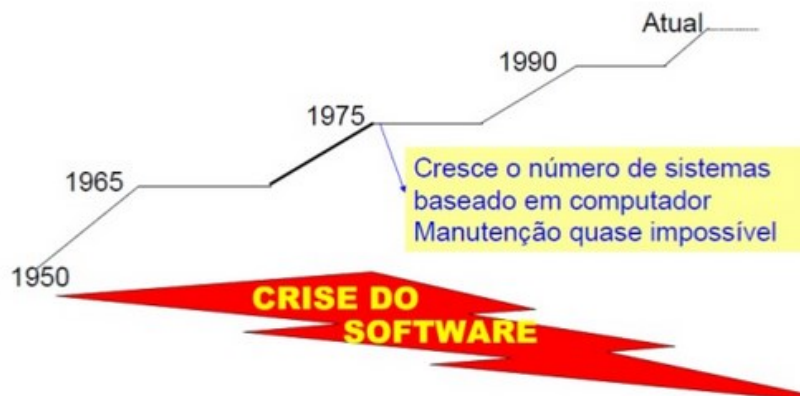 Atual
1990
1975
Cresce o número de sistemas
baseado em computador
Manutenção quase impossível
1965
1950
CRISE DO
SOFTWARE